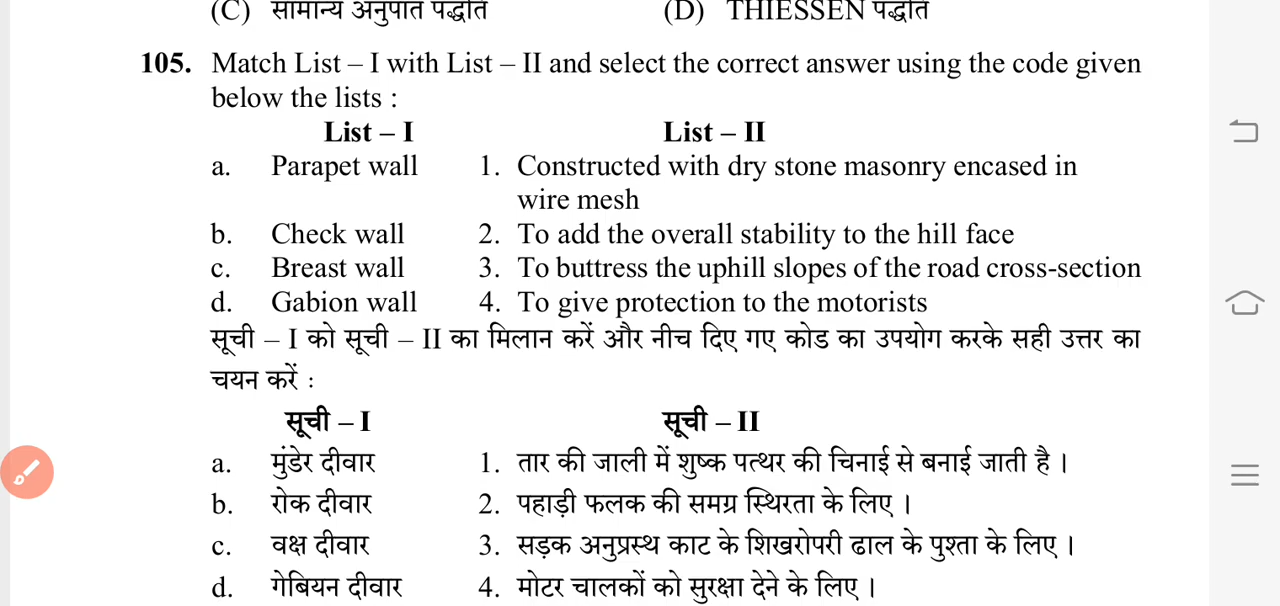 (C) सामान्य अनुपात पद्धति (D) THIESSEN पद्धति
105. Match List – I with List – II and select the correct answer using the code given
below the lists :
List – I List – II
a. Parapet wall 1. Constructed with dry stone masonry encased in
wire mesh
b. Check wall 2. To add the overall stability to the hill face
c. Breast wall 3. To buttress the uphill slopes of the road cross-section
d. Gabion wall 4. To give protection to the motorists
सूची – I को सूची – II का मिलान करें और नीच दिए गए कोड का उपयोग करके सही उत्तर का
चयन करें :
सूची – I सूची – II
a. मुंडेर दीवार 1. तार की जाली में शुष्क पत्थर की चिनाई से बनाई जाती है ।
b. रोक दीवार 2. पहाड़ी फलक की समग्र स्थिरता के लिए ।
c. वक्ष दीवार 3. सड़क अनुप्रस्थ काट के शिखरोपरी ढाल के पुश्ता के लिए ।
d. गेबियन दीवार 4. मोटर चालकों को सुरक्षा देने के लिए ।